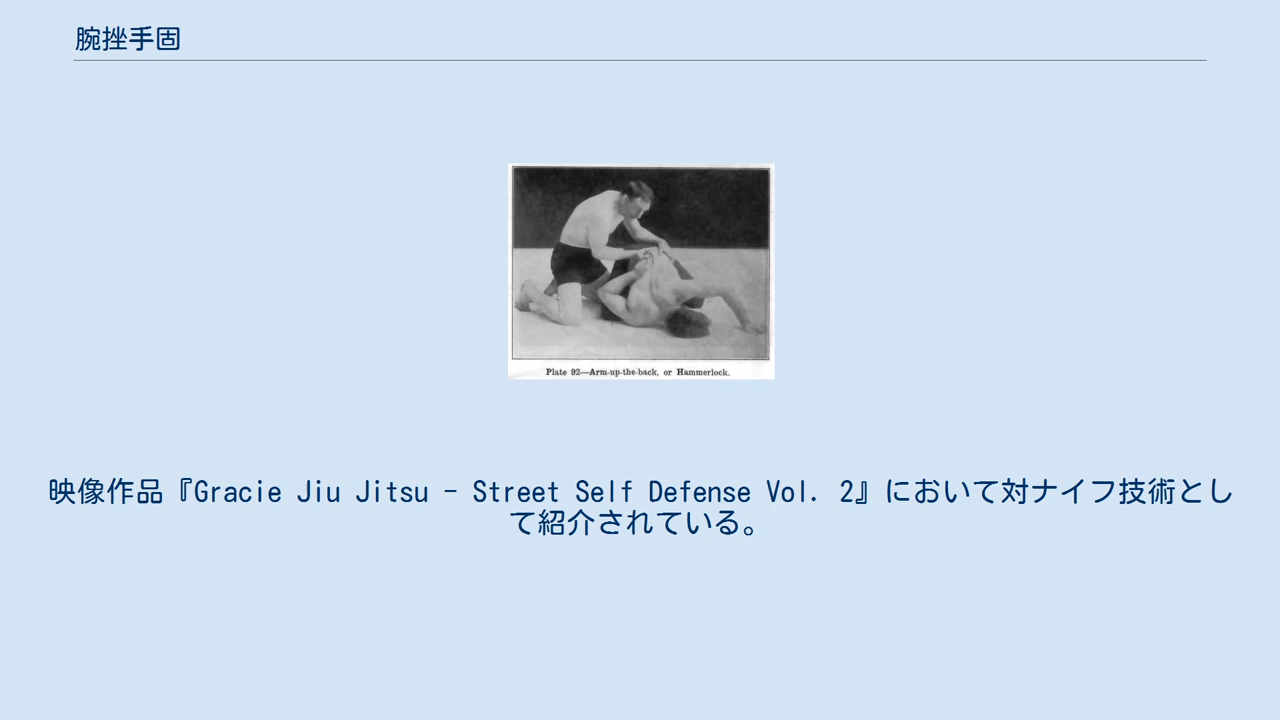 腕挫手固
Plate 92—Arm-up-the-back, or Hammerlock.
映像作品『Gracie Jiu Jitsu - Street Self Defense Vol. 2』において対ナイフ技術とし
て紹介されている。